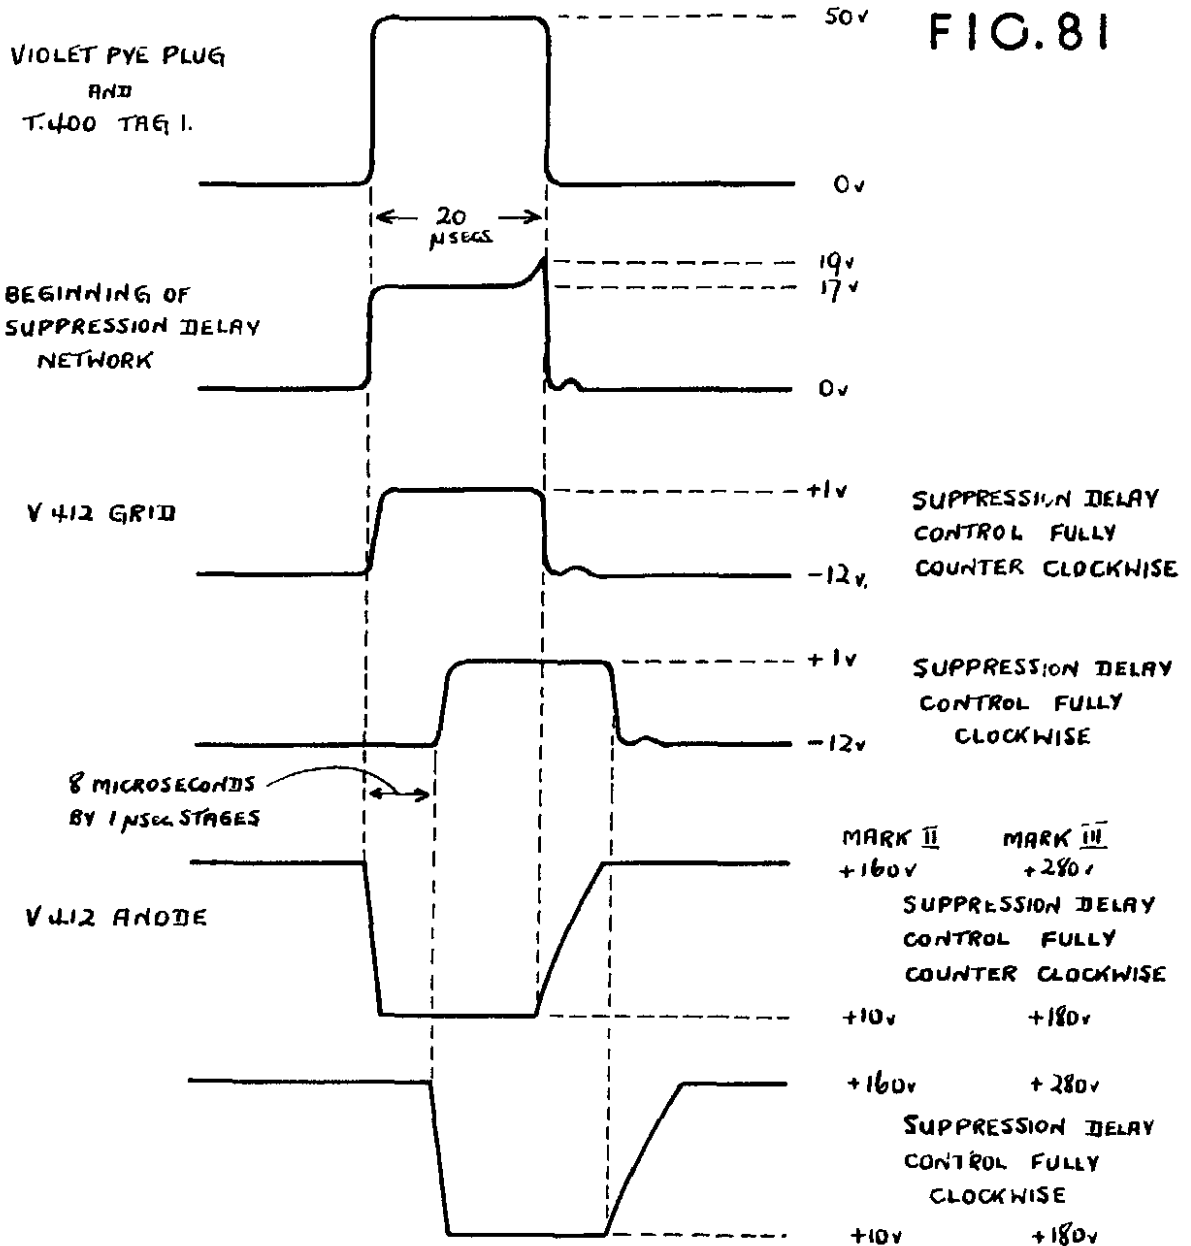 FIG.81
VIOLET PYE PLUG
AND
T.400 TAG 1.
50v
0v
20
μSECS
BEGINNING OF
SUPPRESSION DELAY
NETWORK
19v
17v
0v
V412 GRID
+1v
-12v.
SUPPRESSION DELAY
CONTROL FULLY
COUNTER CLOCKWISE
+1v
-12v
SUPPRESSION DELAY
CONTROL FULLY
CLOCKWISE
8 MICROSECONDS
BY 1 μSEC STAGES
MARK II MARK III
+160v +280v
V412 ANODE
SUPPRESSION DELAY
CONTROL FULLY
COUNTER CLOCKWISE
+10v +180v
+160v +280v
SUPPRESSION DELAY
CONTROL FULLY
CLOCKWISE
+10v +180v